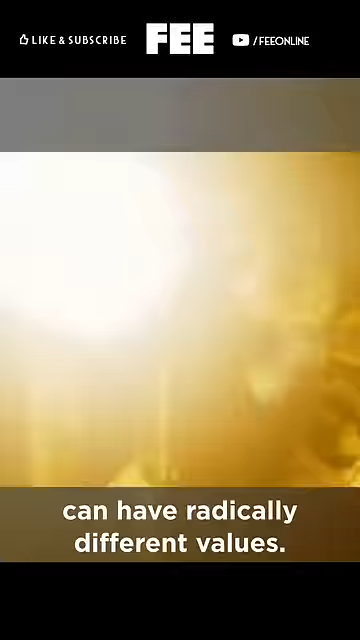 LIKE & SUBSCRIBE FEE /FEEONLINE
can have radically
different values.